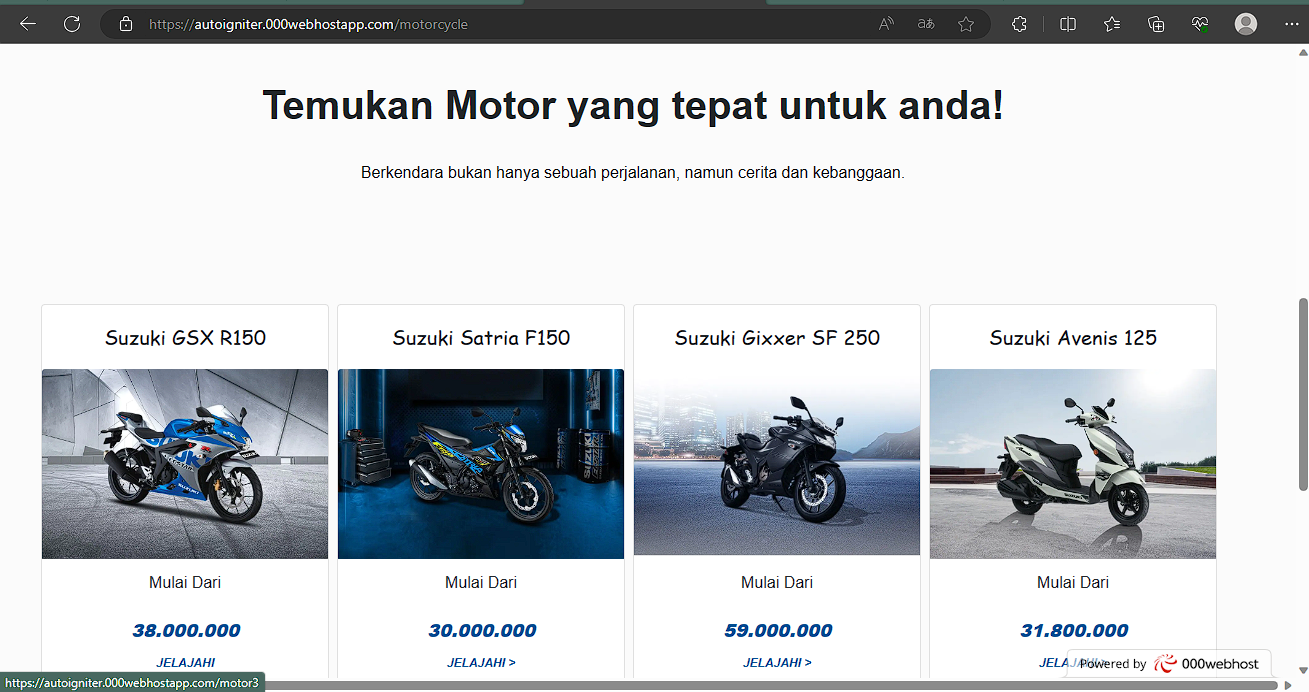 https://autoigniter.000webhostapp.com/motorcycle
Temukan Motor yang tepat untuk anda!
Berkendara bukan hanya sebuah perjalanan, namun cerita dan kebanggaan.
Suzuki GSX R150
Suzuki Satria F150
Suzuki Gixxer SF 250
Suzuki Avenis 125
Mulai Dari
Mulai Dari
Mulai Dari
Mulai Dari
38.000.000
30.000.000
59.000.000
31.800.000
JELAJAHI
JELAJAHI >
JELAJAHI >
Powered by 000webhost
https://autoigniter.000webhostapp.com/motor3